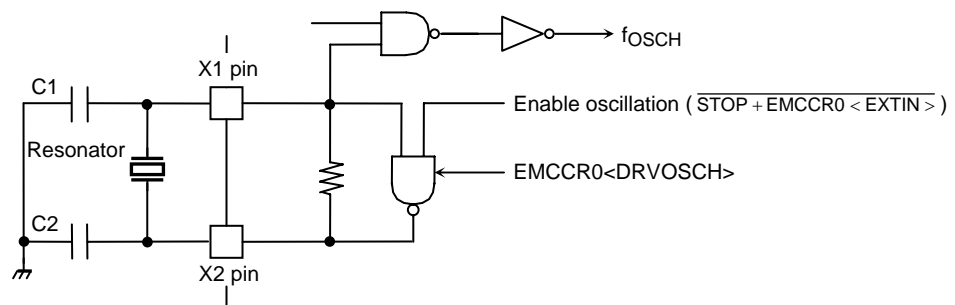 fOSCH
X1 pin
C1
Enable oscillation ( STOP + EMCCR0 < EXTIN > )
Resonator
EMCCR0<DRVOSCH>
C2
X2 pin